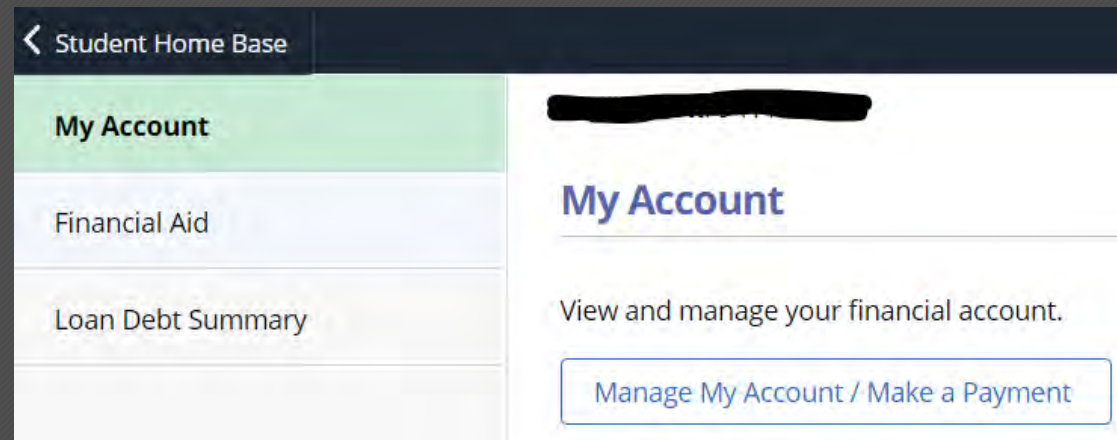 Student Home Base
My Account
Financial Aid
Loan Debt Summary
My Account
View and manage your financial account.
Manage My Account / Make a Payment